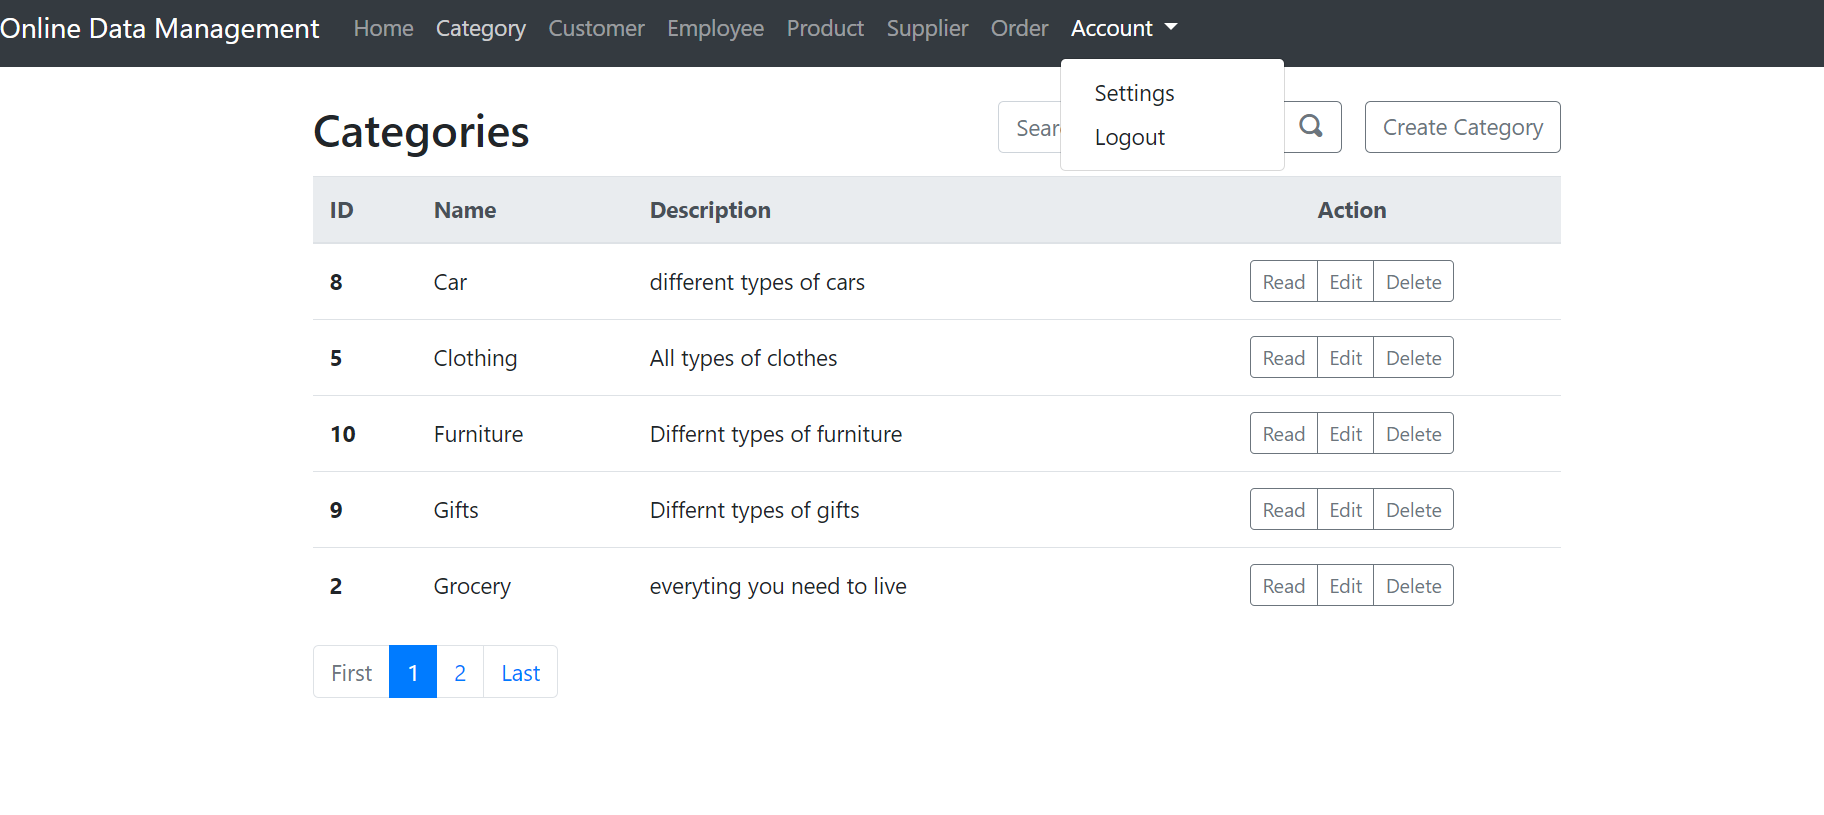 Online Data Management Home Category Customer Employee Product Supplier Order Account
Settings
Logout
Categories
Create Category
ID Name Description Action
8 Car different types of cars Read Edit Delete
5 Clothing All types of clothes Read Edit Delete
10 Furniture Differnt types of furniture Read Edit Delete
9 Gifts Differnt types of gifts Read Edit Delete
2 Grocery everyting you need to live Read Edit Delete
First 1 2 Last